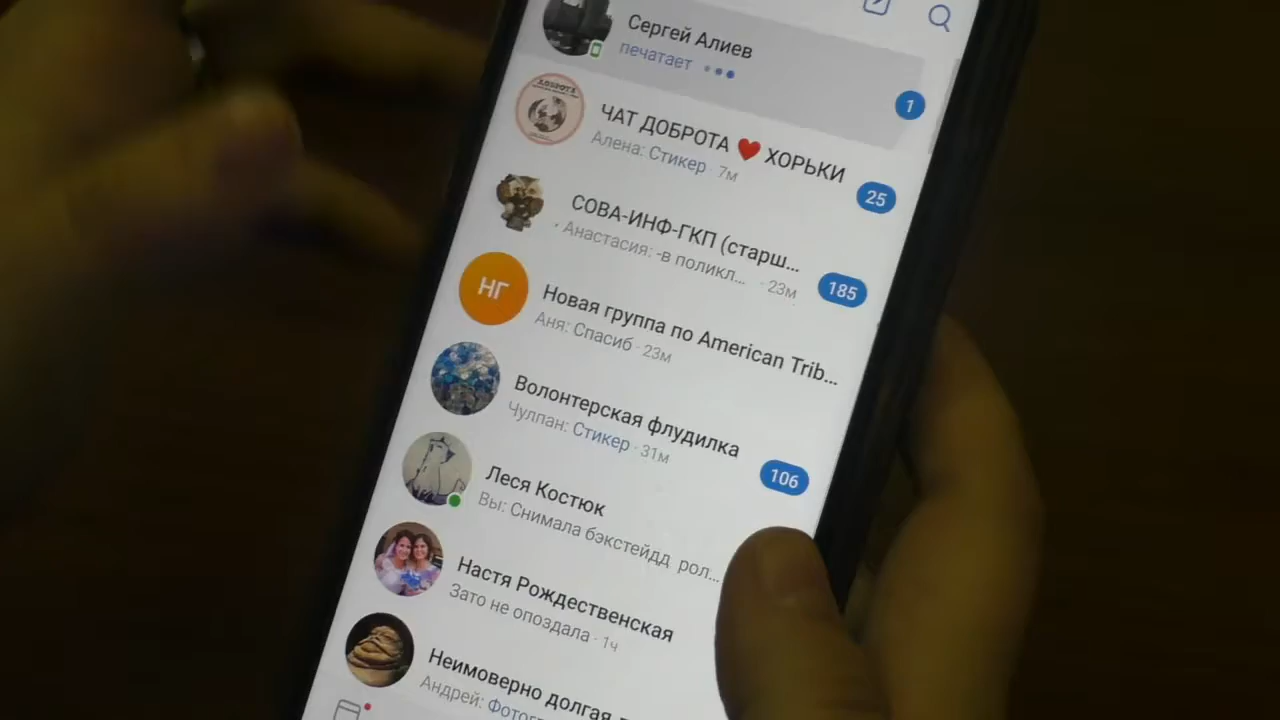 Сергей Алиев
печатает
1
ЧАТ ДОБРОТА ❤️ ХОРЬКИ
Алена: Стикер · 7м
25
СОВА-ИНФ-ГКП (старш...
Анастасия: -в поликл... · 23м
185
НГ
Новая группа по American Trib...
Аня: Спасиб · 23м
Волонтерская флудилка
Чулпан: Стикер · 31м
106
Леся Костюк
Вы: Снимала бэкстейдд рол...
Настя Рождественская
Зато не опоздала · 1ч
Неимоверно долгая
Андрей: